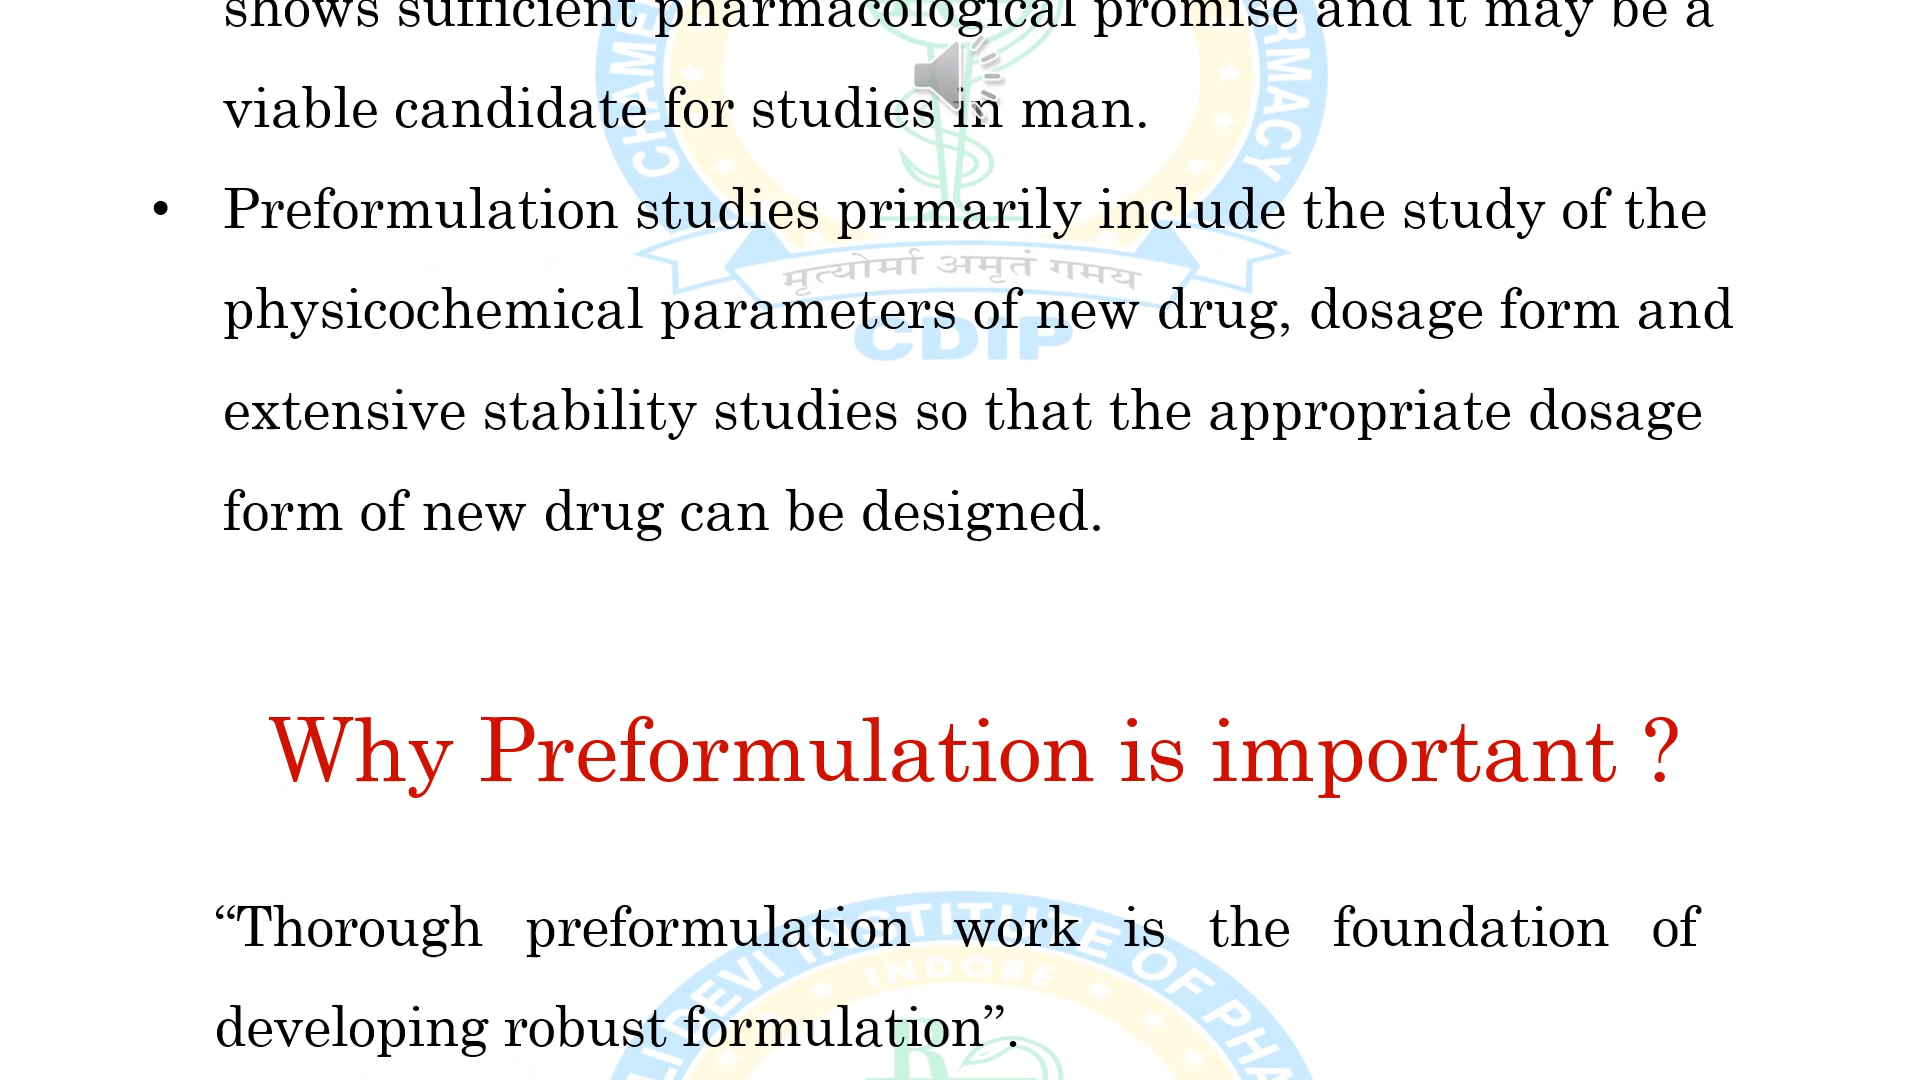 shows sufficient pharmacological promise and it may be a
viable candidate for studies in man.
• Preformulation studies primarily include the study of the
physicochemical parameters of new drug, dosage form and
extensive stability studies so that the appropriate dosage
form of new drug can be designed.
मृत्योर्मा अमृतं गमय
CDIP
Why Preformulation is important ?
“Thorough preformulation work is the foundation of
developing robust formulation”.
DEVI INSTITUTE OF
INDORE